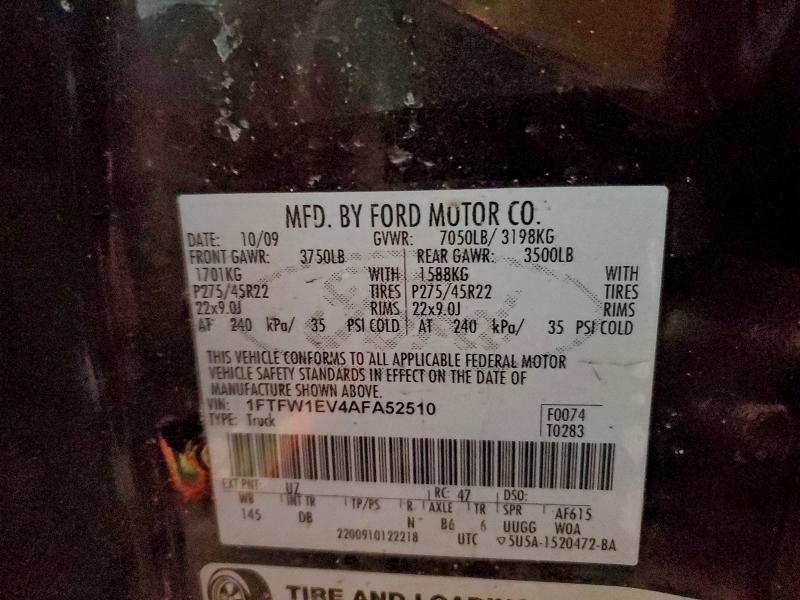 MFD. BY FORD MOTOR CO.
DATE: 10/09 GVWR: 7050LB/ 3198KG
FRONT GAWR: 3750LB REAR GAWR: 3500LB
1701KG WITH 1588KG WITH
P275/45R22 TIRES P275/45R22 TIRES
22x9.0J RIMS 22x9.0J RIMS
AT 240 kPa/ 35 PSI COLD AT 240 kPa/ 35 PSI COLD
THIS VEHICLE CONFORMS TO ALL APPLICABLE FEDERAL MOTOR
VEHICLE SAFETY STANDARDS IN EFFECT ON THE DATE OF
MANUFACTURE SHOWN ABOVE.
VIN: 1FTFW1EV4AFA52510 F0074
TYPE: Truck T0283
EXT PNT: UZ RC: 47 DSO:
WB INT TR TP/PS R AXLE TR SPR AF615
145 DB N B6 6 UUGG WOA
2200910122218 UTC 5U5A-1520472-BA
TIRE AND LOADIN